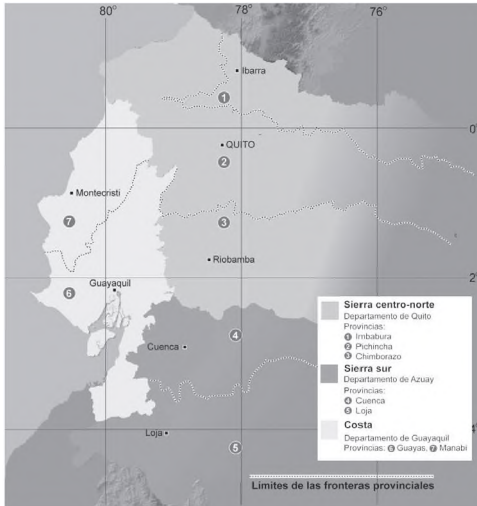 80°
78°
76°
Ibarra
1
0°
QUITO
2
Montecristi
7
3
Riobamba
2°
Guayaquil
6
4
Cuenca
Loja
4°
5
Sierra centro-norte
Departamento de Quito
Provincias:
1 Imbabura
2 Pichincha
3 Chimborazo
Sierra sur
Departamento de Azuay
Provincias:
4 Cuenca
5 Loja
Costa
Departamento de Guayaquil
Provincias: 6 Guayas, 7 Manabí
Límites de las fronteras provinciales